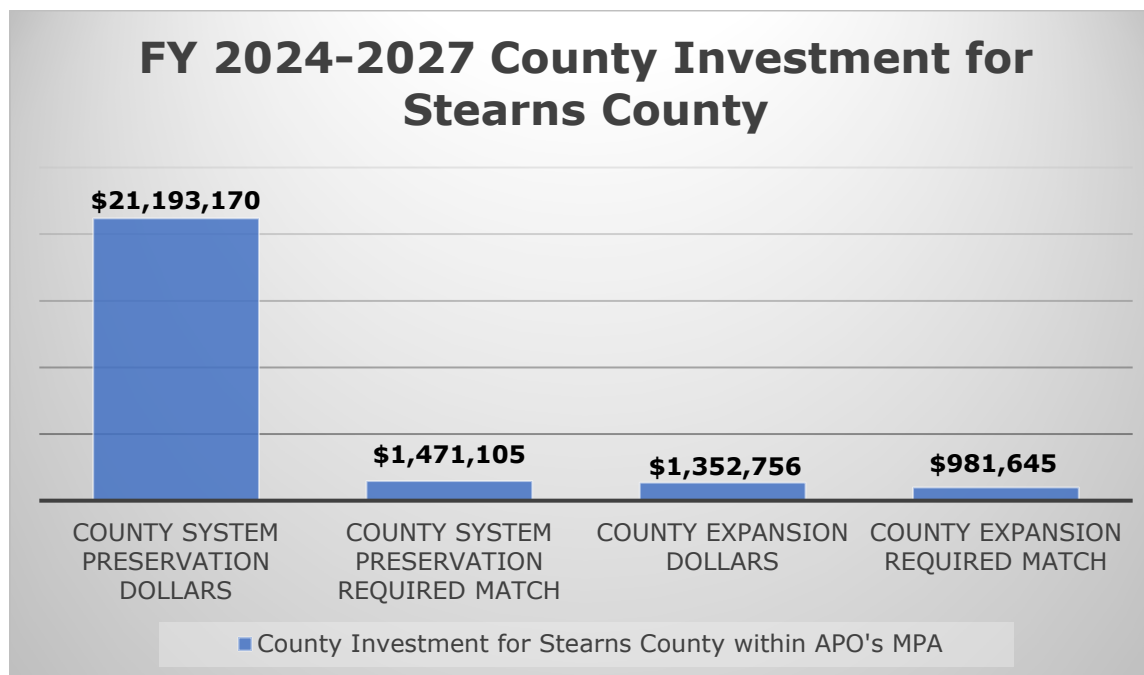 FY 2024-2027 County Investment for
Stearns County
$21,193,170
$1,471,105
$1,352,756
$981,645
COUNTY SYSTEM
PRESERVATION
DOLLARS
COUNTY SYSTEM
PRESERVATION
REQUIRED MATCH
COUNTY EXPANSION
DOLLARS
COUNTY EXPANSION
REQUIRED MATCH
County Investment for Stearns County within APO's MPA